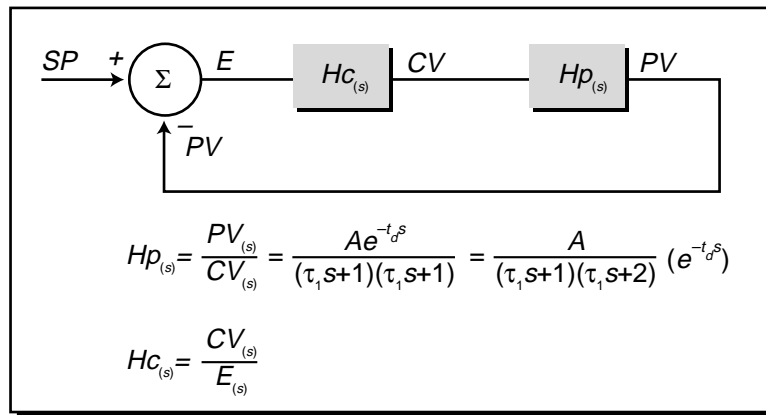 SP + Σ E Hc(s) CV Hp(s) PV
− PV
Hp(s) = PV(s) / CV(s) = Ae^(−t_d s) / (τ₁s+1)(τ₁s+1) = A / (τ₁s+1)(τ₁s+2) (e^(−t_d s))
Hc(s) = CV(s) / E(s)